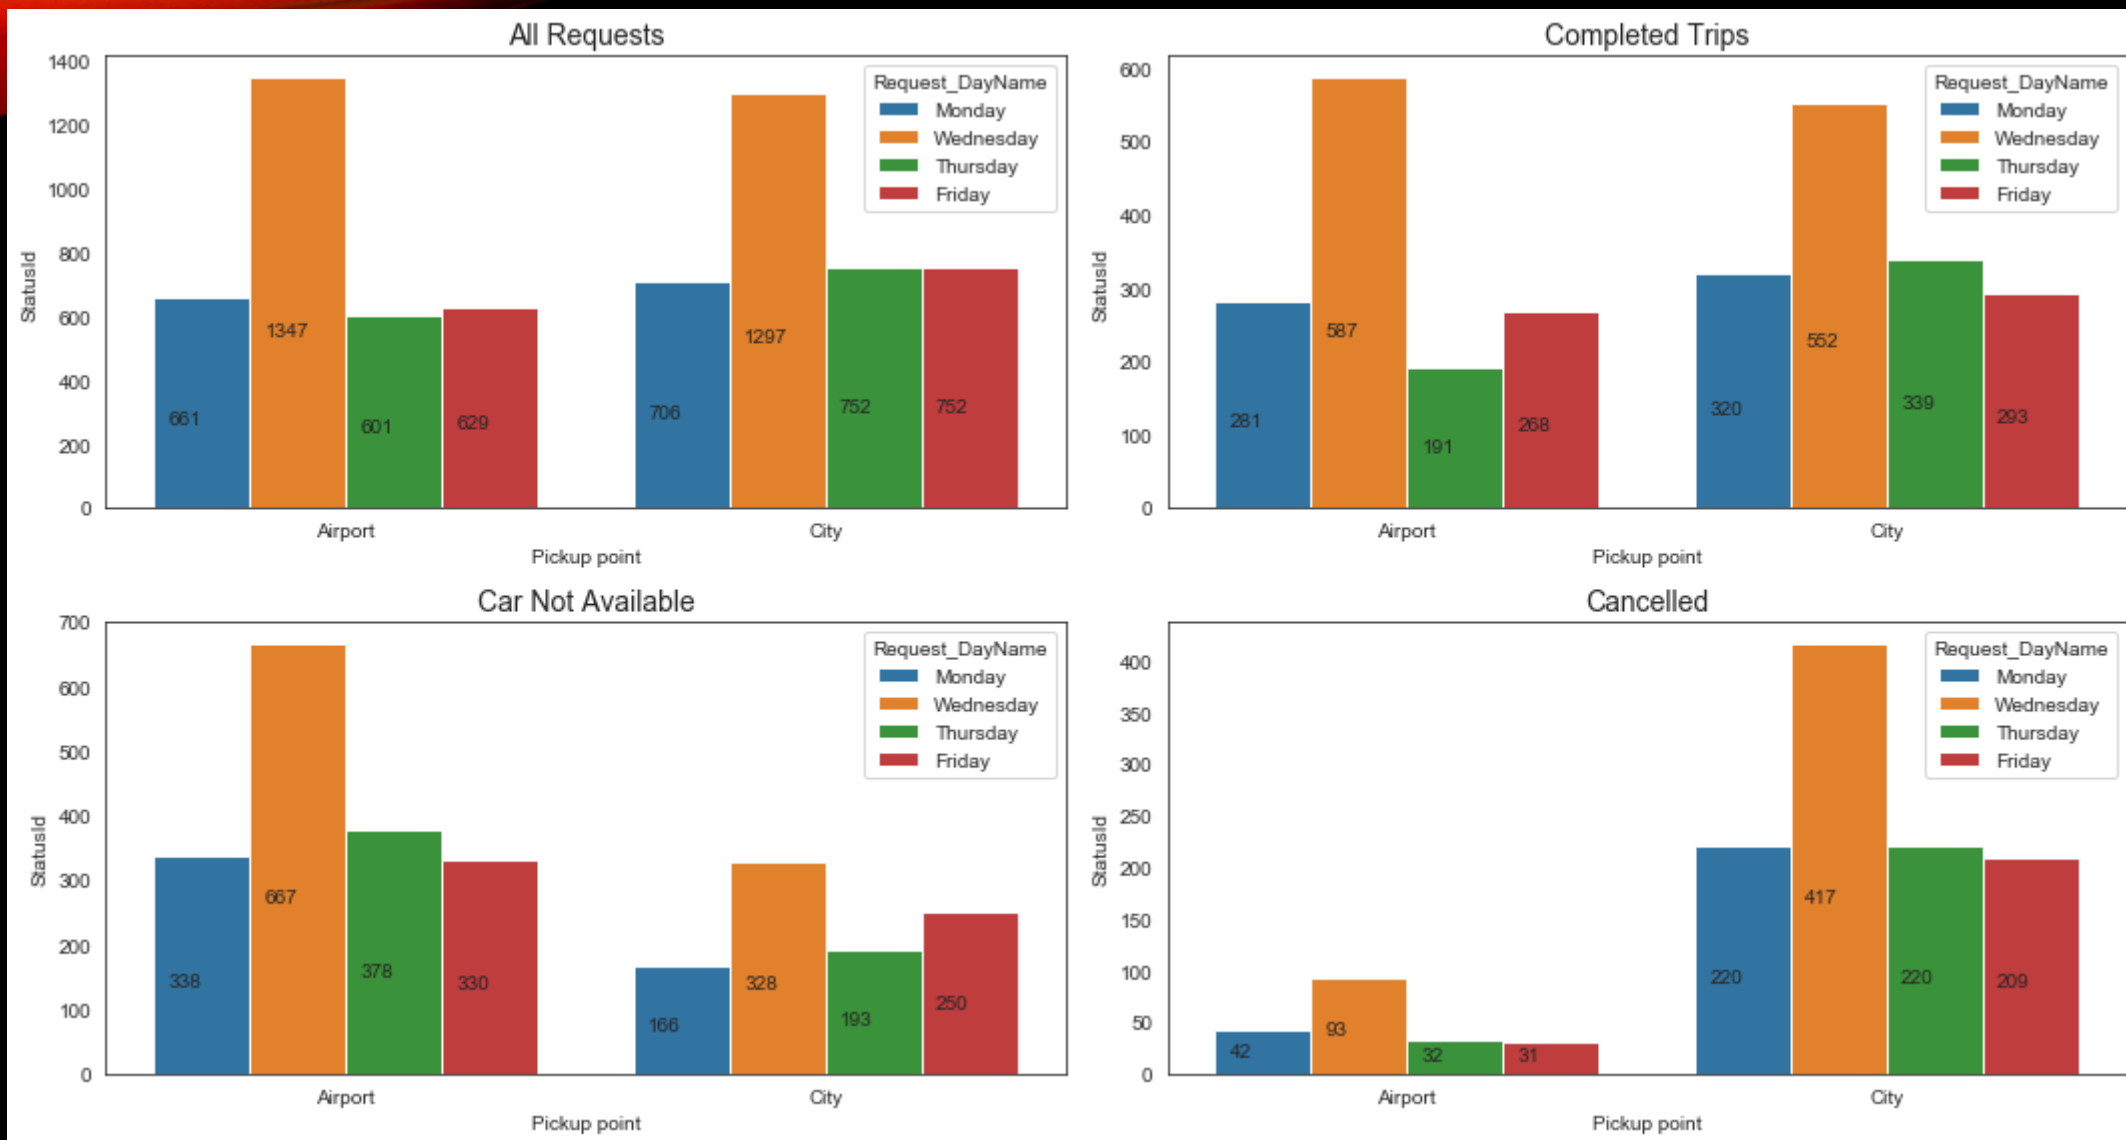 All Requests
1400
1200
1000
800
600
400
200
0
StatusId
Request_DayName
Monday
Wednesday
Thursday
Friday
661
1347
601
629
706
1297
752
752
Airport
City
Pickup point
Completed Trips
600
500
400
300
200
100
0
StatusId
Request_DayName
Monday
Wednesday
Thursday
Friday
281
587
191
268
320
552
339
293
Airport
City
Pickup point
Car Not Available
700
600
500
400
300
200
100
0
StatusId
Request_DayName
Monday
Wednesday
Thursday
Friday
338
667
378
330
166
328
193
250
Airport
City
Pickup point
Cancelled
400
350
300
250
200
150
100
50
0
StatusId
Request_DayName
Monday
Wednesday
Thursday
Friday
42
93
32
31
220
417
220
209
Airport
City
Pickup point